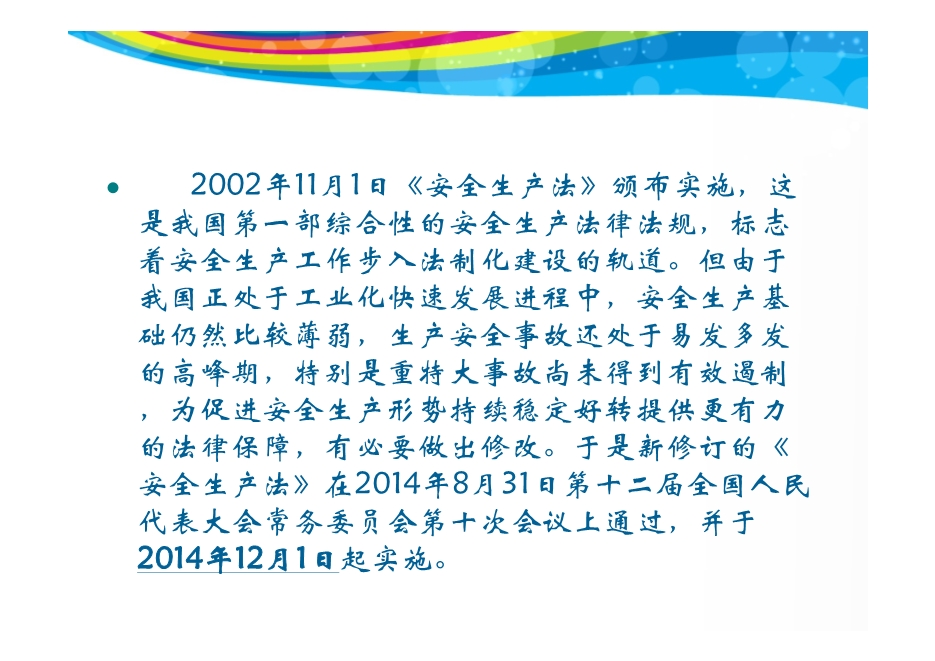 • 2002年11月1日《安全生产法》颁布实施，这
是我国第一部综合性的安全生产法律法规，标志
着安全生产工作步入法制化建设的轨道。但由于
我国正处于工业化快速发展进程中，安全生产基
础仍然比较薄弱，生产安全事故还处于易发多发
的高峰期，特别是重特大事故尚未得到有效遏制
，为促进安全生产形势持续稳定好转提供更有力
的法律保障，有必要做出修改。于是新修订的《
安全生产法》在2014年8月31日第十二届全国人民
代表大会常务委员会第十次会议上通过，并于
2014年12月1日起实施。